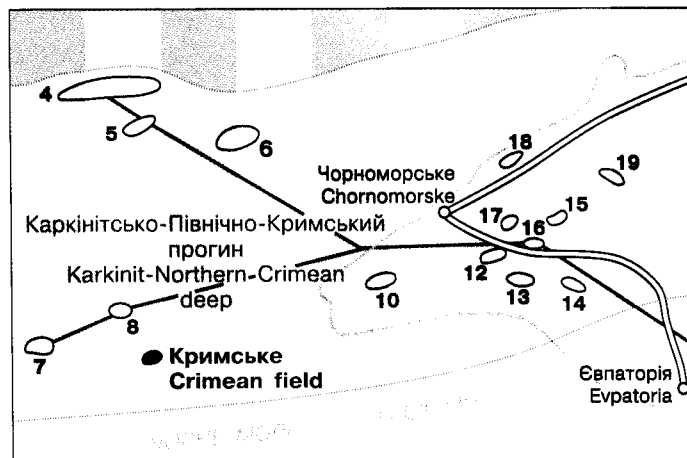 4
5
6
18
19
Чорноморське
Chornomorske
17
15
16
Каркінітсько-Північно-Кримський
прогин
Karkinit-Northern-Crimean
deep
12
10
13
14
8
7
Кримське
Crimean field
Євпаторія
Evpatoria